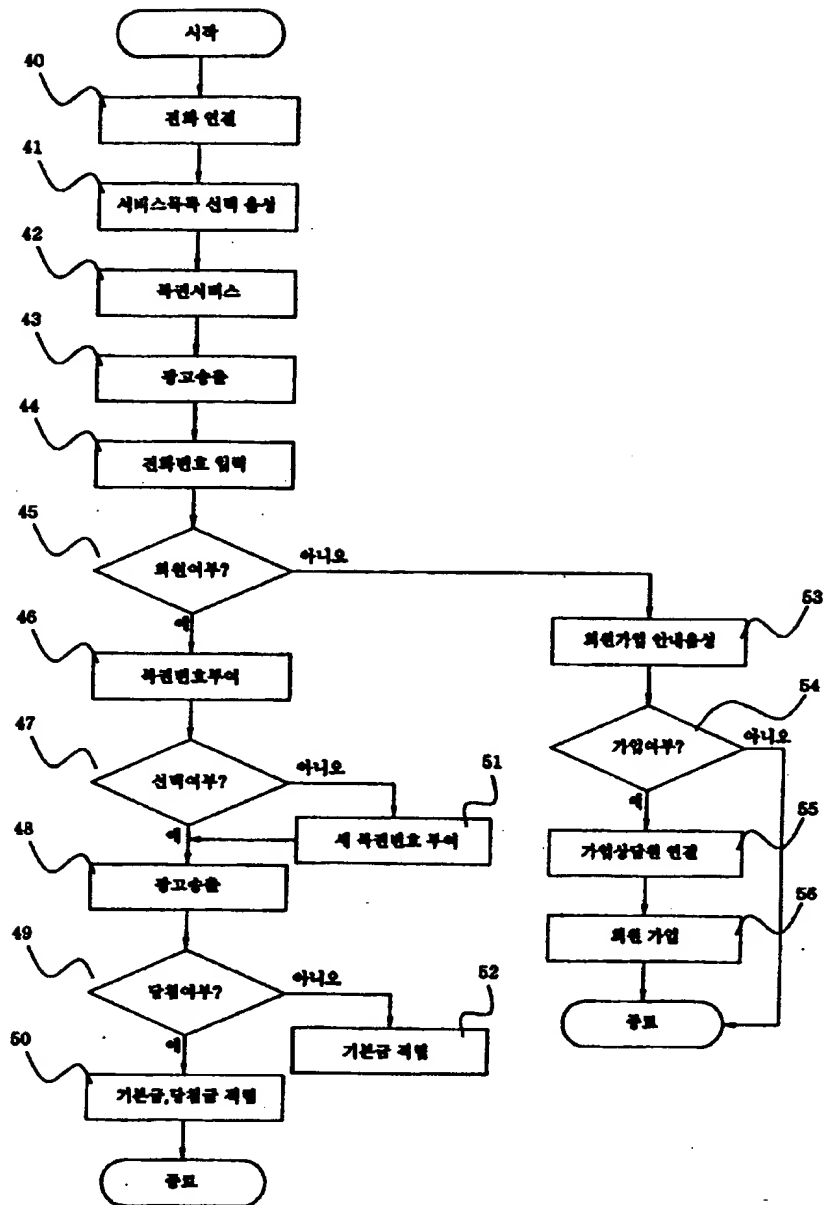 시작
40
전화 연결
41
서비스목록 선택 음성
42
복권서비스
43
광고송출
44
전화번호 입력
45
회원여부?
아니오
예
46
복권번호부여
47
선택여부?
아니오
예
51
새 복권번호 부여
48
광고송출
49
당첨여부?
아니오
예
52
기본금 적립
50
기본금,당첨금 적립
종료
53
회원가입 안내음성
54
가입여부?
아니오
예
55
가입상담원 연결
56
회원 가입
종료